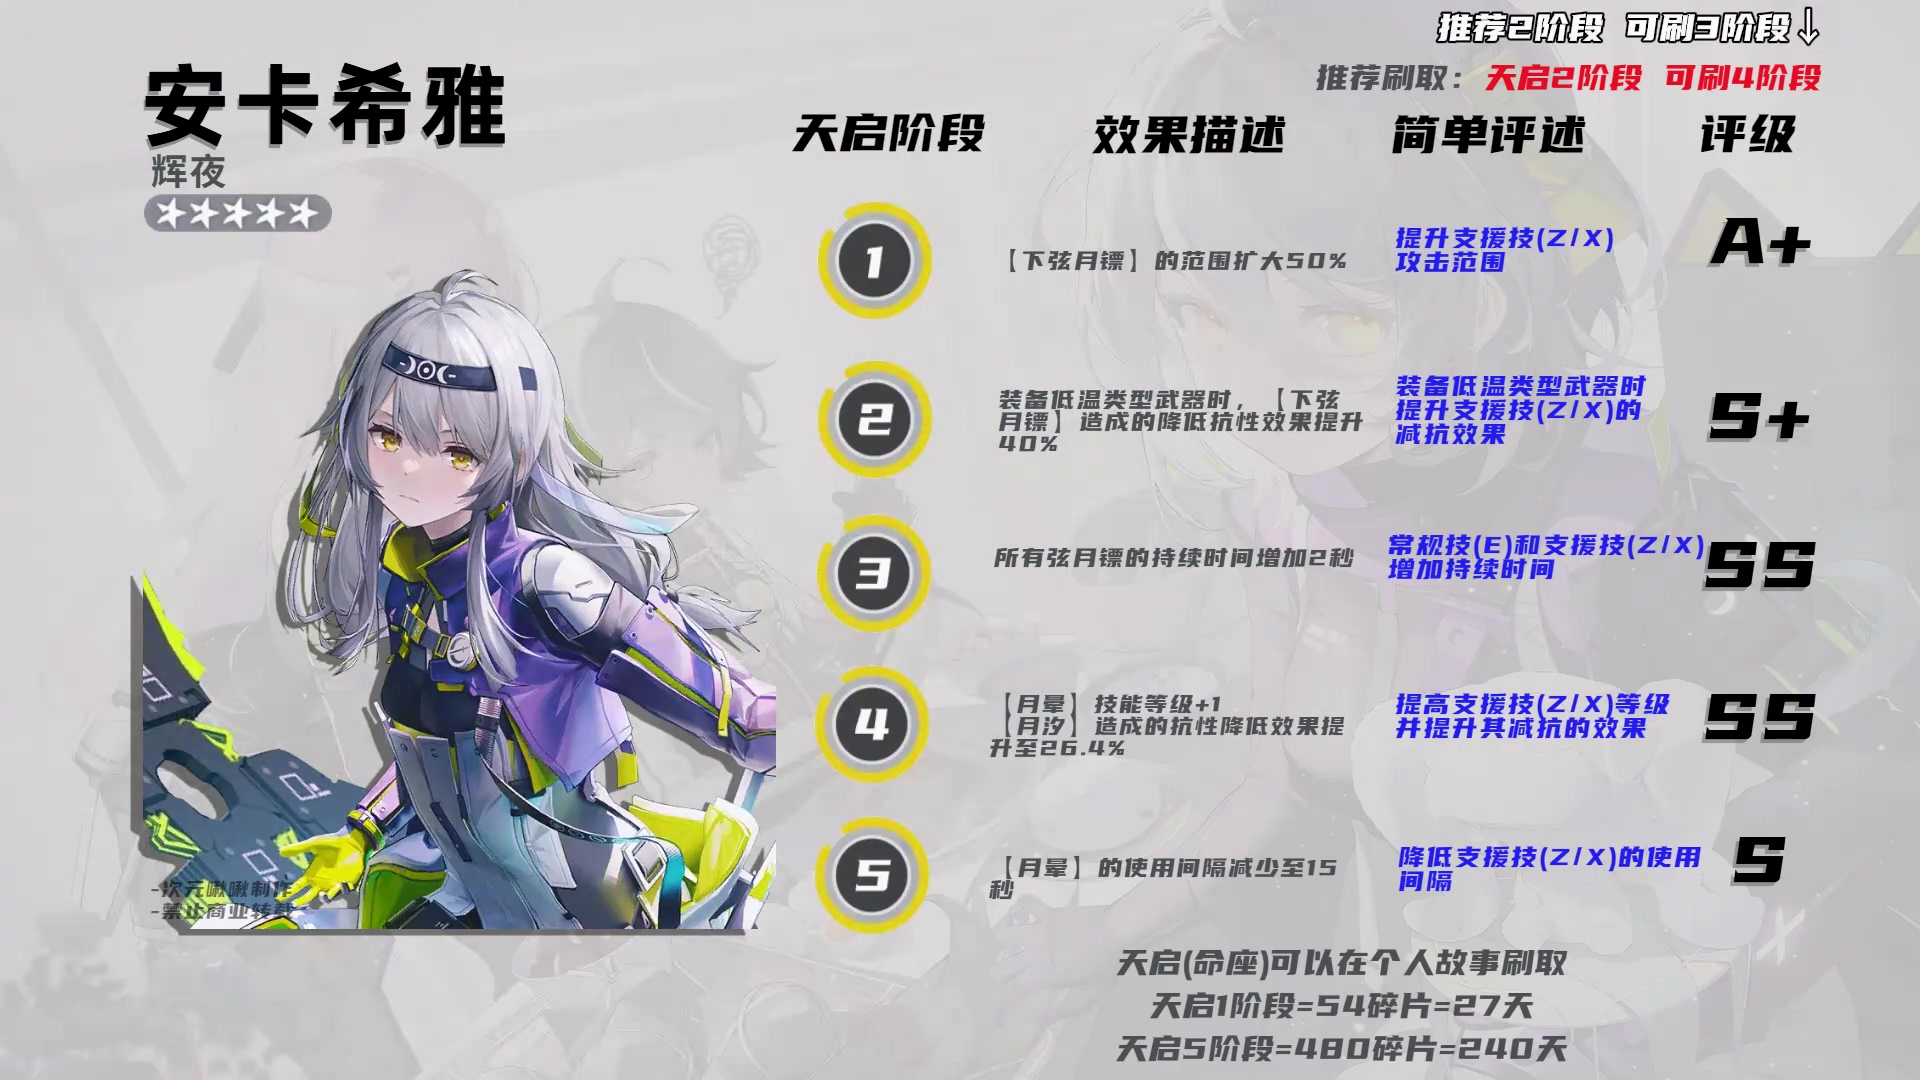 推荐2阶段 可刷3阶段↓
推荐刷取：天启2阶段 可刷4阶段
安卡希雅
辉夜
天启阶段 效果描述 简单评述 评级
1
【下弦月镖】的范围扩大50%
提升支援技(Z/X)
攻击范围
A+
2
装备低温类型武器时，【下弦
月镖】造成的降低抗性效果提升
40%
装备低温类型武器时
提升支援技(Z/X)的
减抗效果
S+
3
所有弦月镖的持续时间增加2秒
常规技(E)和支援技(Z/X)
增加持续时间
SS
4
【月晕】技能等级+1
【月汐】造成的抗性降低效果提
升至26.4%
提高支援技(Z/X)等级
并提升其减抗的效果
SS
5
【月晕】的使用间隔减少至15
秒
降低支援技(Z/X)的使用
间隔
S
-次元啾啾制作
-禁止商业转载
天启(命座)可以在个人故事刷取
天启1阶段=54碎片=27天
天启5阶段=480碎片=240天